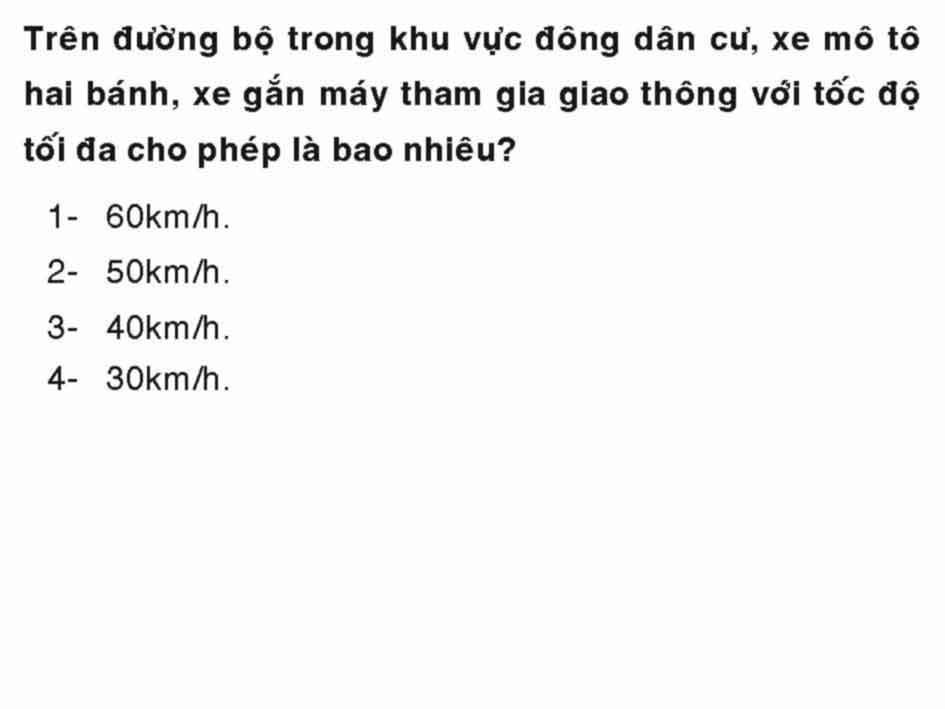 Trên đường bộ trong khu vực đông dân cư, xe mô tô
hai bánh, xe gắn máy tham gia giao thông với tốc độ
tối đa cho phép là bao nhiêu?
1- 60km/h.
2- 50km/h.
3- 40km/h.
4- 30km/h.